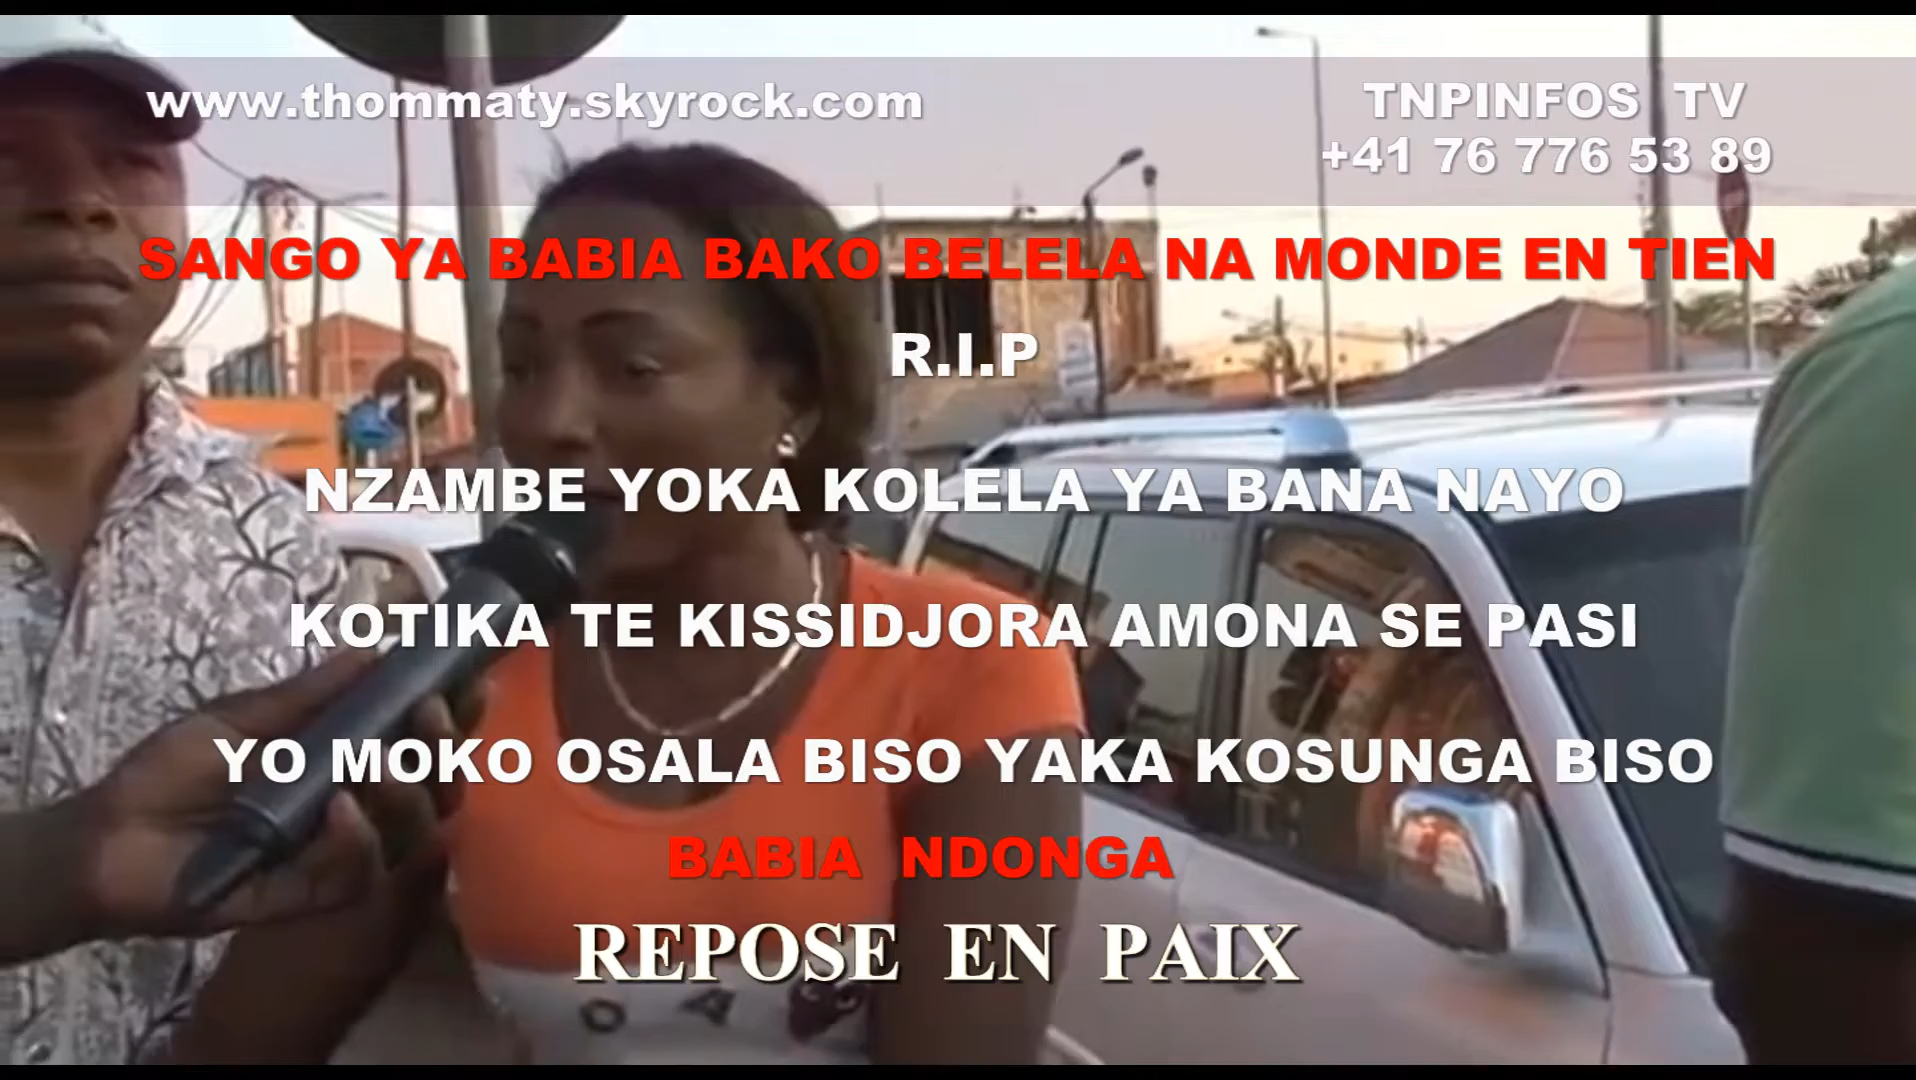 www.thommaty.skyrock.com
TNPINFOS TV
+41 76 776 53 89
SANGO YA BABIA BAKO BELELA NA MONDE EN TIEN
R.I.P
NZAMBE YOKA KOLELA YA BANA NAYO
KOTIKA TE KISSIDJORA AMONA SE PASI
YO MOKO OSALA BISO YAKA KOSUNGA BISO
BABIA NDONGA
REPOSE EN PAIX